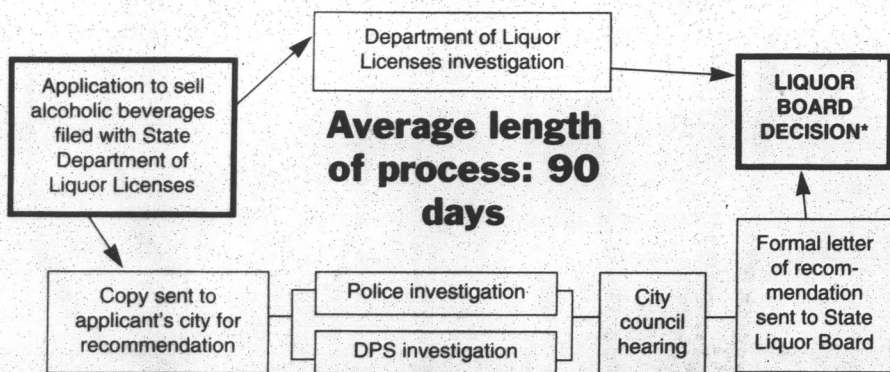 Application to sell
alcoholic beverages
filed with State
Department of
Liquor Licenses
Department of Liquor
Licenses investigation
LIQUOR
BOARD
DECISION*
Average length
of process: 90
days
Copy sent to
applicant's city for
recommendation
Police investigation
DPS investigation
City
council
hearing
Formal letter
of recom-
mendation
sent to State
Liquor Board